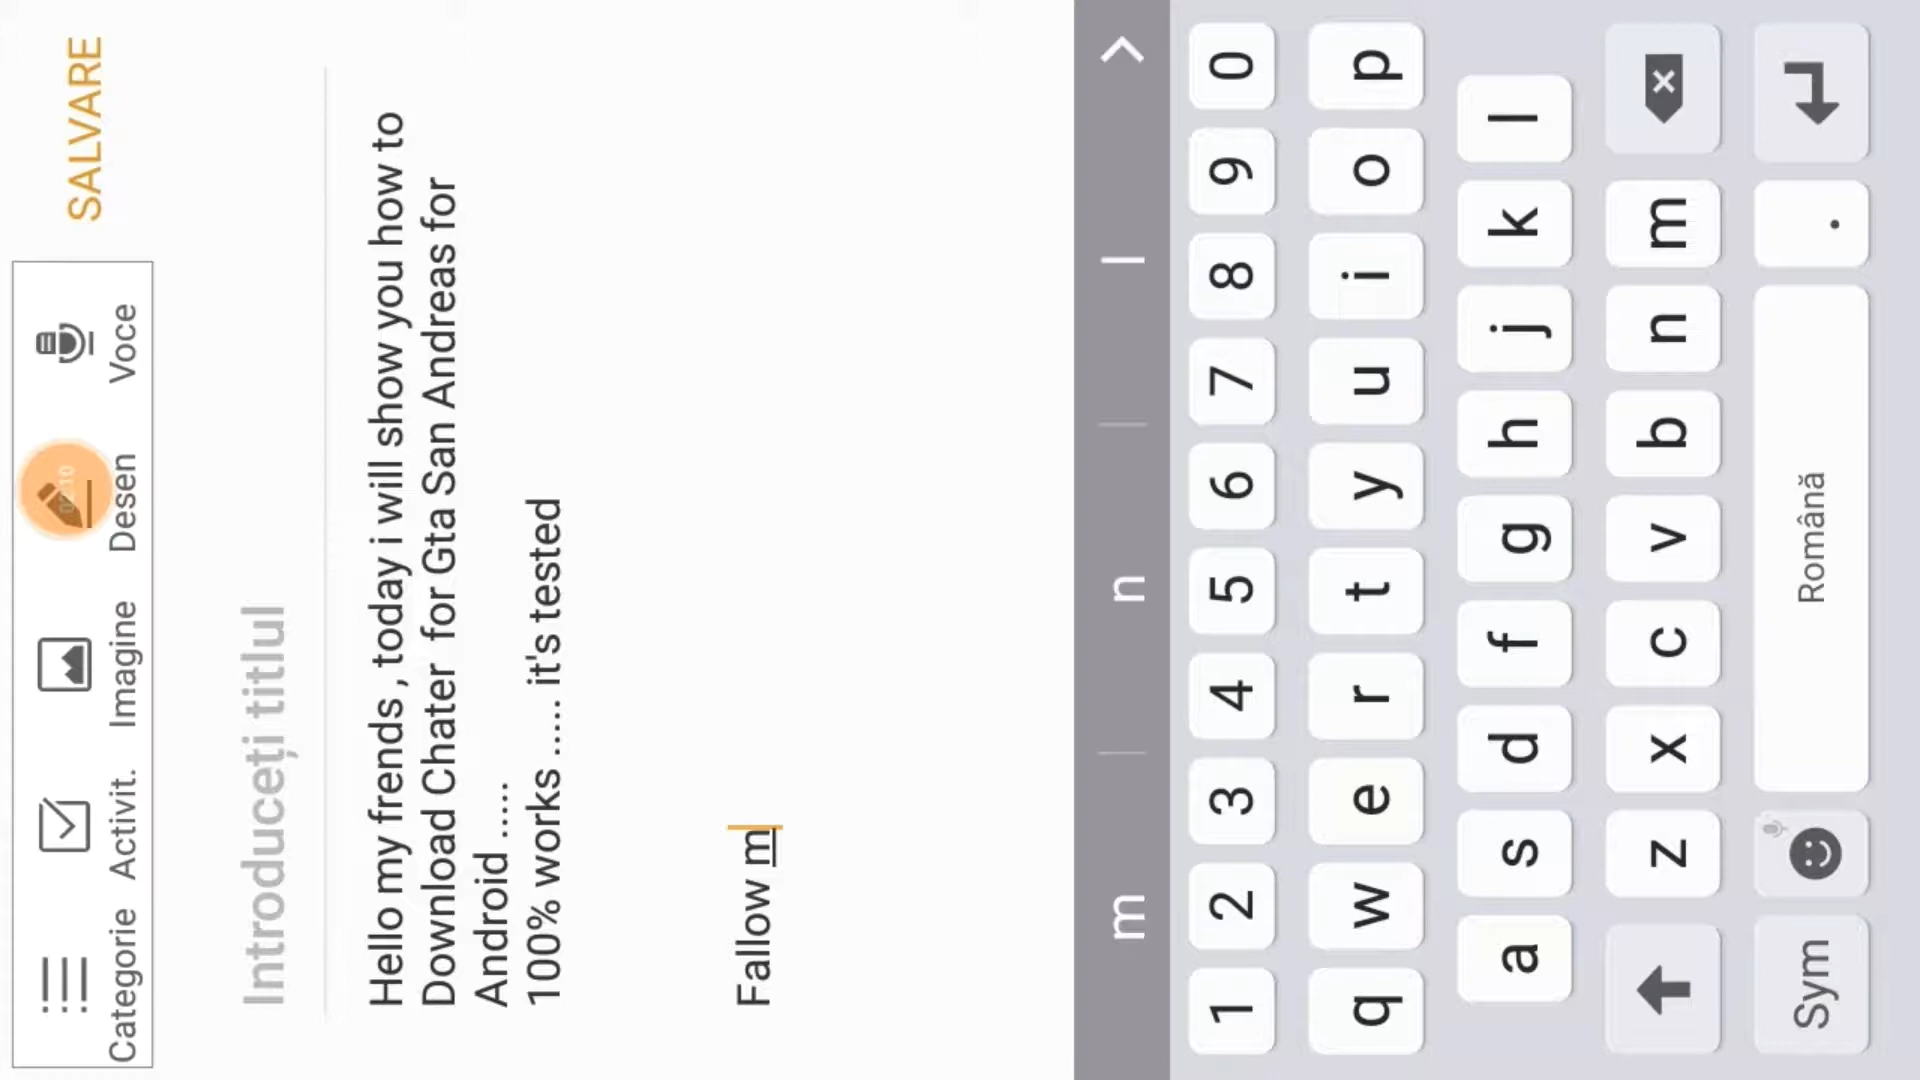 Categorie Activit. Imagine Desen Voce SALVARE
02:10
Introduceți titlul
Hello my frends , today i will show you how to
Download Chater  for Gta San Andreas for
Android .....
100% works ..... it's tested
Fallow m
m n l
1 2 3 4 5 6 7 8 9 0
q w e r t y u i o p
a s d f g h j k l
z x c v b n m
Sym Română .